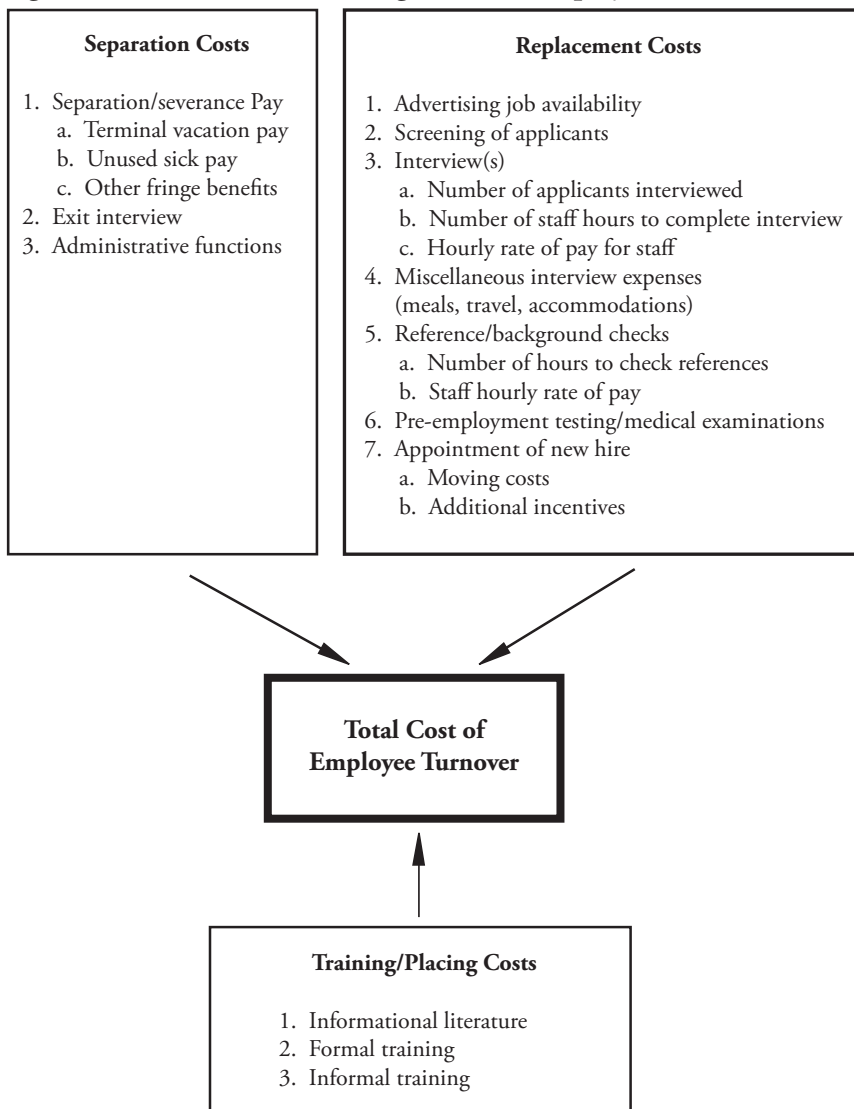 Separation Costs
1. Separation/severance Pay
a. Terminal vacation pay
b. Unused sick pay
c. Other fringe benefits
2. Exit interview
3. Administrative functions
Replacement Costs
1. Advertising job availability
2. Screening of applicants
3. Interview(s)
a. Number of applicants interviewed
b. Number of staff hours to complete interview
c. Hourly rate of pay for staff
4. Miscellaneous interview expenses
(meals, travel, accommodations)
5. Reference/background checks
a. Number of hours to check references
b. Staff hourly rate of pay
6. Pre-employment testing/medical examinations
7. Appointment of new hire
a. Moving costs
b. Additional incentives
Total Cost of
Employee Turnover
Training/Placing Costs
1. Informational literature
2. Formal training
3. Informal training